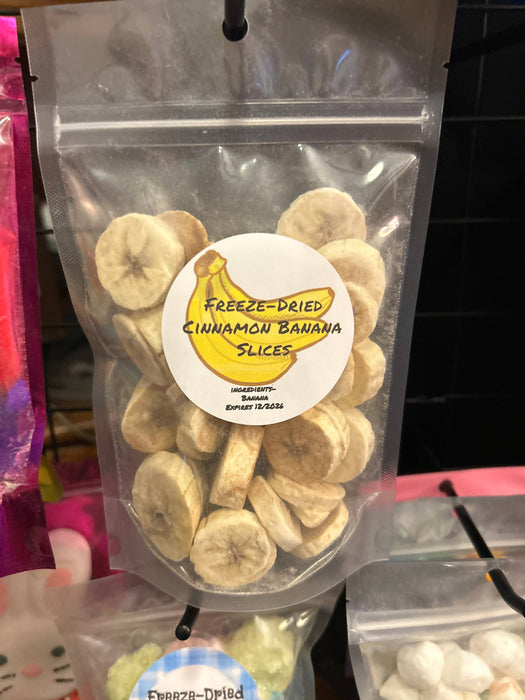 Freeze-Dried
Cinnamon Banana
Slices
Ingredients-
Banana
Expires 12/2026
Freeze-Dried